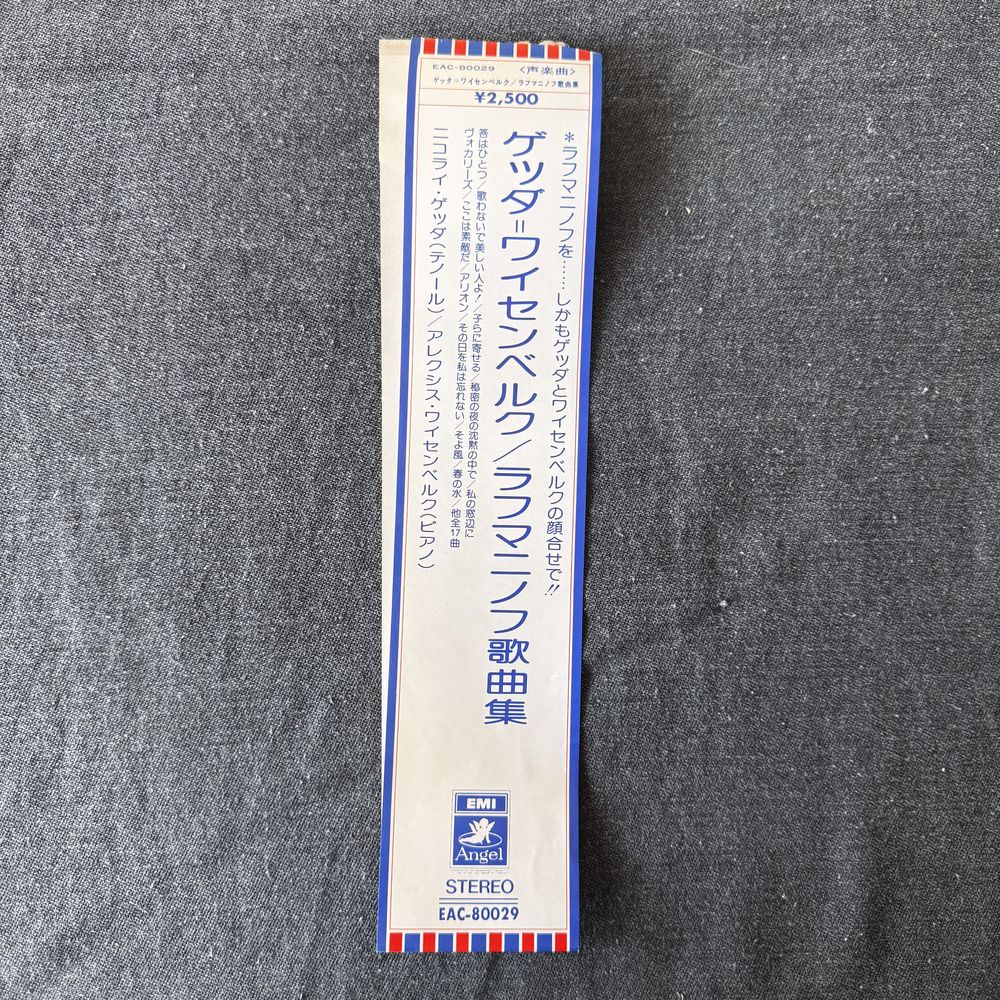 EAC-80029 〈声楽曲〉
ゲッダ=ワイセンベルク/ラフマニノフ歌曲集
¥2,500
*ラフマニノフを……しかもゲッダとワイセンベルクの顔合せで!!
ゲッダ=ワイセンベルク/ラフマニノフ歌曲集
答はひとつ/歌わないで美しい人よ!/子らに寄せる/秘密の夜の沈黙の中で/私の窓辺に
ヴォカリーズ/ここは素敵だ/アリオン/その日を私は忘れない/そよ風/春の水/他全17曲
ニコライ・ゲッダ(テノール)/アレクシス・ワイセンベルク(ピアノ)
EMI
Angel
STEREO
EAC-80029